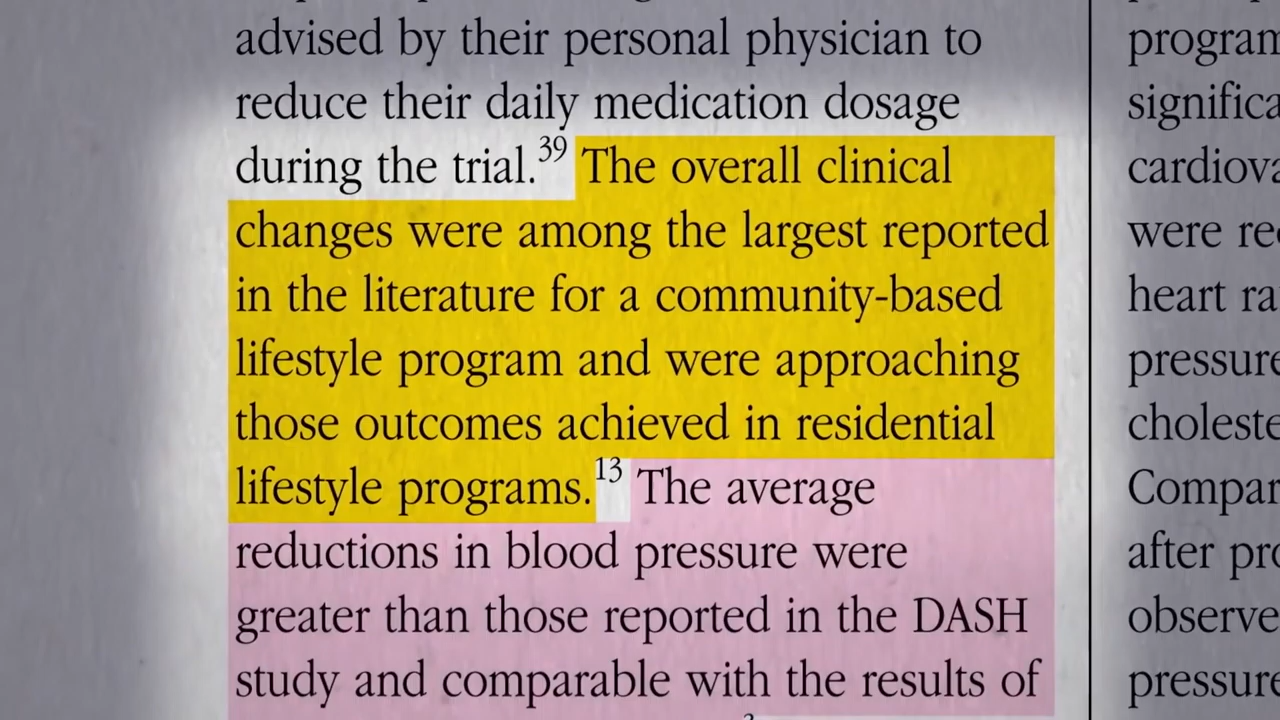 advised by their personal physician to
reduce their daily medication dosage
during the trial.39 The overall clinical
changes were among the largest reported
in the literature for a community-based
lifestyle program and were approaching
those outcomes achieved in residential
lifestyle programs.13 The average
reductions in blood pressure were
greater than those reported in the DASH
study and comparable with the results of
program
significa
cardiova
were re
heart ra
pressure
choleste
Compar
after pro
observe
pressure